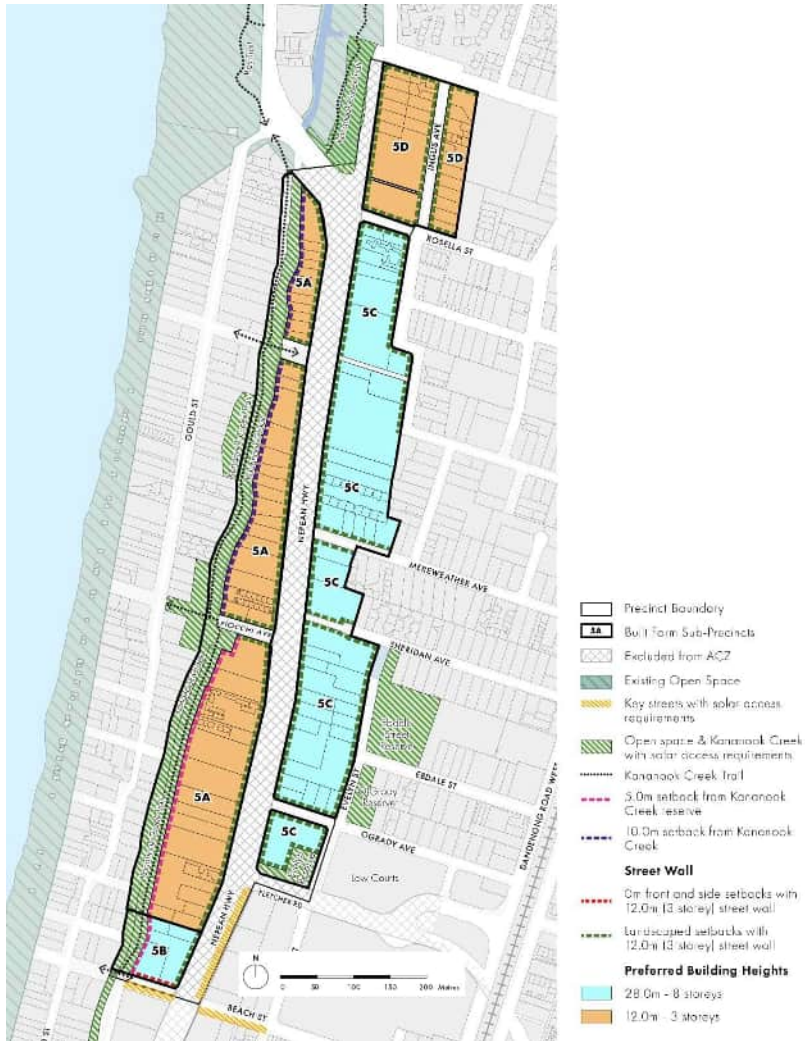 5D
5D
INGLIS AVE
ROSELLA ST
5A
5C
GOULD ST
NEPEAN HWY
5C
5A
5C
MEREWEATHER AVE
FIOCCHI AVE
SHERIDAN AVE
5C
5A
EBDALE ST
EVELYN ST
5C
OGRADY AVE
Law Courts
DANDENONG ROAD WEST
FLETCHER RD
NEPEAN HWY
5B
N
0 50 100 150 200 Metres
BEACH ST
Precinct Boundary
5A
Built Form Sub-Precincts
Excluded from ACZ
Existing Open Space
Key streets with solar access
requirements
Open space & Kananook Creek
with solar access requirements
Kananook Creek Trail
5.0m setback from Kananook
Creek reserve
10.0m setback from Kananook
Creek
Street Wall
0m front and side setbacks with
12.0m (3 storey) street wall
Landscaped setbacks with
12.0m (3 storey) street wall
Preferred Building Heights
28.0m - 8 storeys
12.0m - 3 storeys